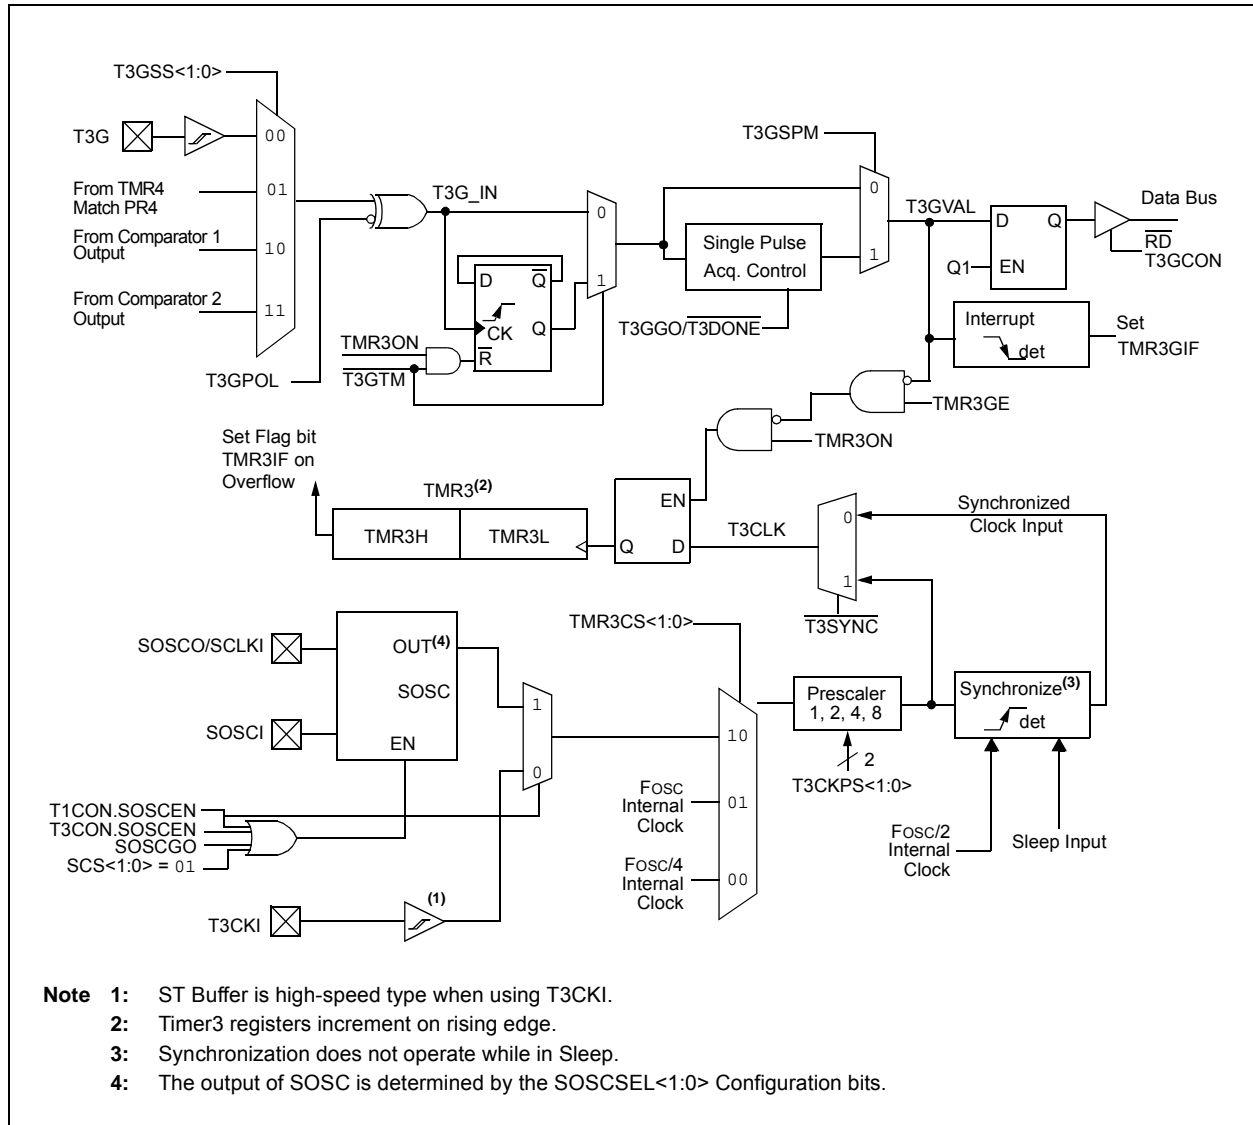 T3GSS<1:0>
T3G
00
From TMR4
Match PR4
01
From Comparator 1
Output
10
From Comparator 2
Output
11
T3GPOL
T3G_IN
0
1
D
Q
CK
Q
R
TMR3ON
T3GTM
T3GSPM
0
1
Single Pulse
Acq. Control
T3GGO/T3DONE
T3GVAL
D
Q
Q1
EN
Data Bus
RD
T3GCON
Interrupt
det
Set
TMR3GIF
TMR3GE
TMR3ON
Set Flag bit
TMR3IF on
Overflow
TMR3(2)
TMR3H
TMR3L
EN
Q
D
T3CLK
0
1
T3SYNC
Synchronized
Clock Input
SOSCO/SCLKI
OUT(4)
SOSC
SOSCI
EN
1
0
T1CON.SOSCEN
T3CON.SOSCEN
SOSCGO
SCS<1:0> = 01
T3CKI
(1)
TMR3CS<1:0>
10
FOSC
Internal
Clock
01
FOSC/4
Internal
Clock
00
Prescaler
1, 2, 4, 8
2
T3CKPS<1:0>
Synchronize(3)
det
FOSC/2
Internal
Clock
Sleep Input
Note 1: ST Buffer is high-speed type when using T3CKI.
2: Timer3 registers increment on rising edge.
3: Synchronization does not operate while in Sleep.
4: The output of SOSC is determined by the SOSCSEL<1:0> Configuration bits.